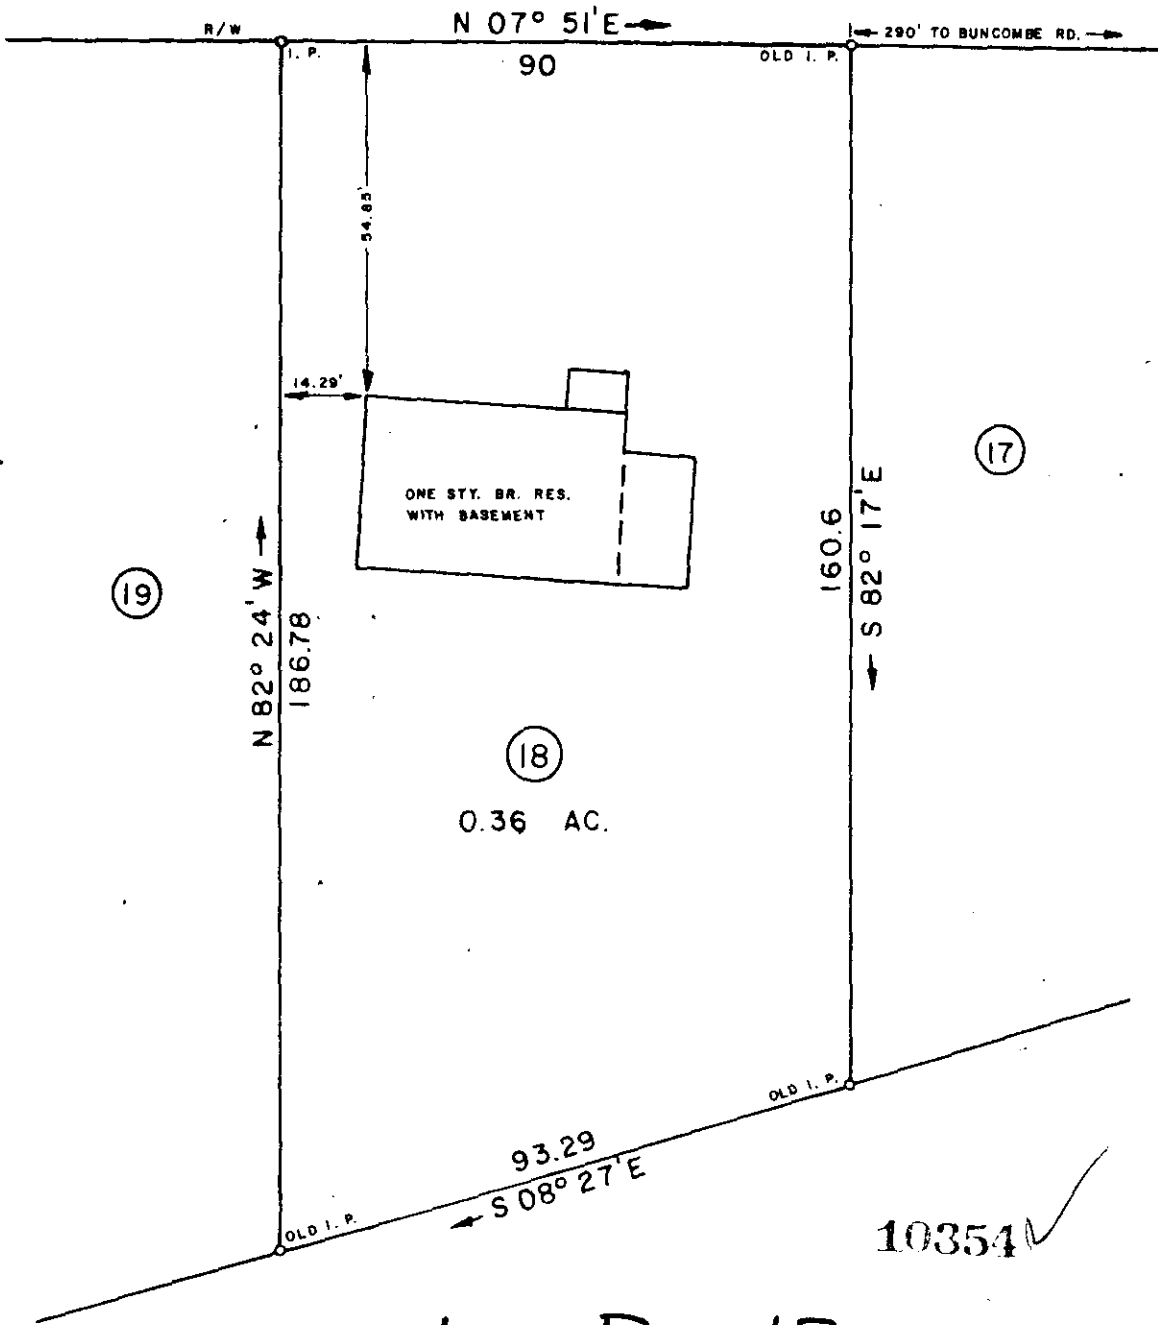 R/W
N 07° 51' E
290' TO BUNCOMBE RD.
I. P.
90
OLD I. P.
54.85'
14.29'
17
ONE STY. BR. RES.
WITH BASEMENT
160.6
S 82° 17' E
19
N 82° 24' W
186.78
18
0.36 AC.
OLD I. P.
93.29
S 08° 27' E
OLD I. P.
10354